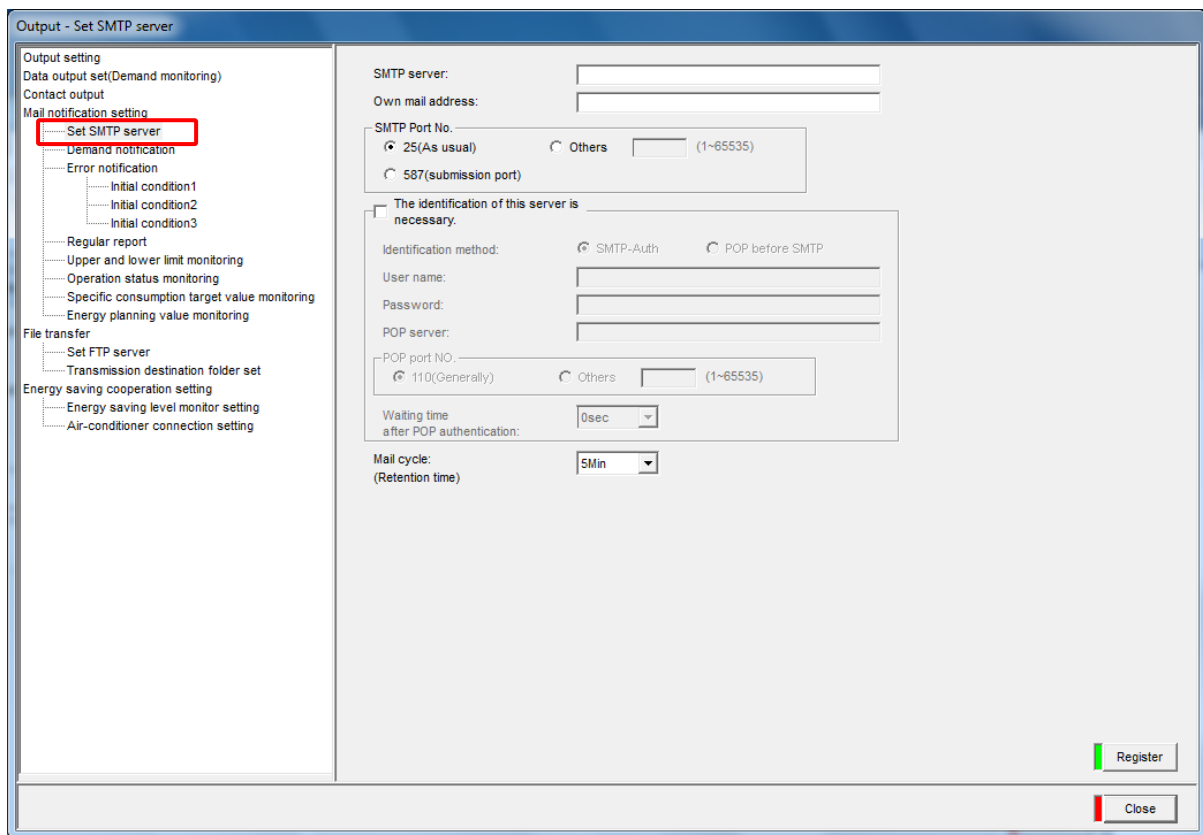 Output - Set SMTP server
Output setting
Data output set(Demand monitoring)
Contact output
Mail notification setting
Set SMTP server
Demand notification
Error notification
Initial condition1
Initial condition2
Initial condition3
Regular report
Upper and lower limit monitoring
Operation status monitoring
Specific consumption target value monitoring
Energy planning value monitoring
File transfer
Set FTP server
Transmission destination folder set
Energy saving cooperation setting
Energy saving level monitor setting
Air-conditioner connection setting
SMTP server:
Own mail address:
SMTP Port No.
25(As usual) Others (1~65535)
587(submission port)
The identification of this server is
necessary.
Identification method: SMTP-Auth POP before SMTP
User name:
Password:
POP server:
POP port NO.
110(Generally) Others (1~65535)
Waiting time
after POP authentication: 0sec
Mail cycle: 5Min
(Retention time)
Register
Close